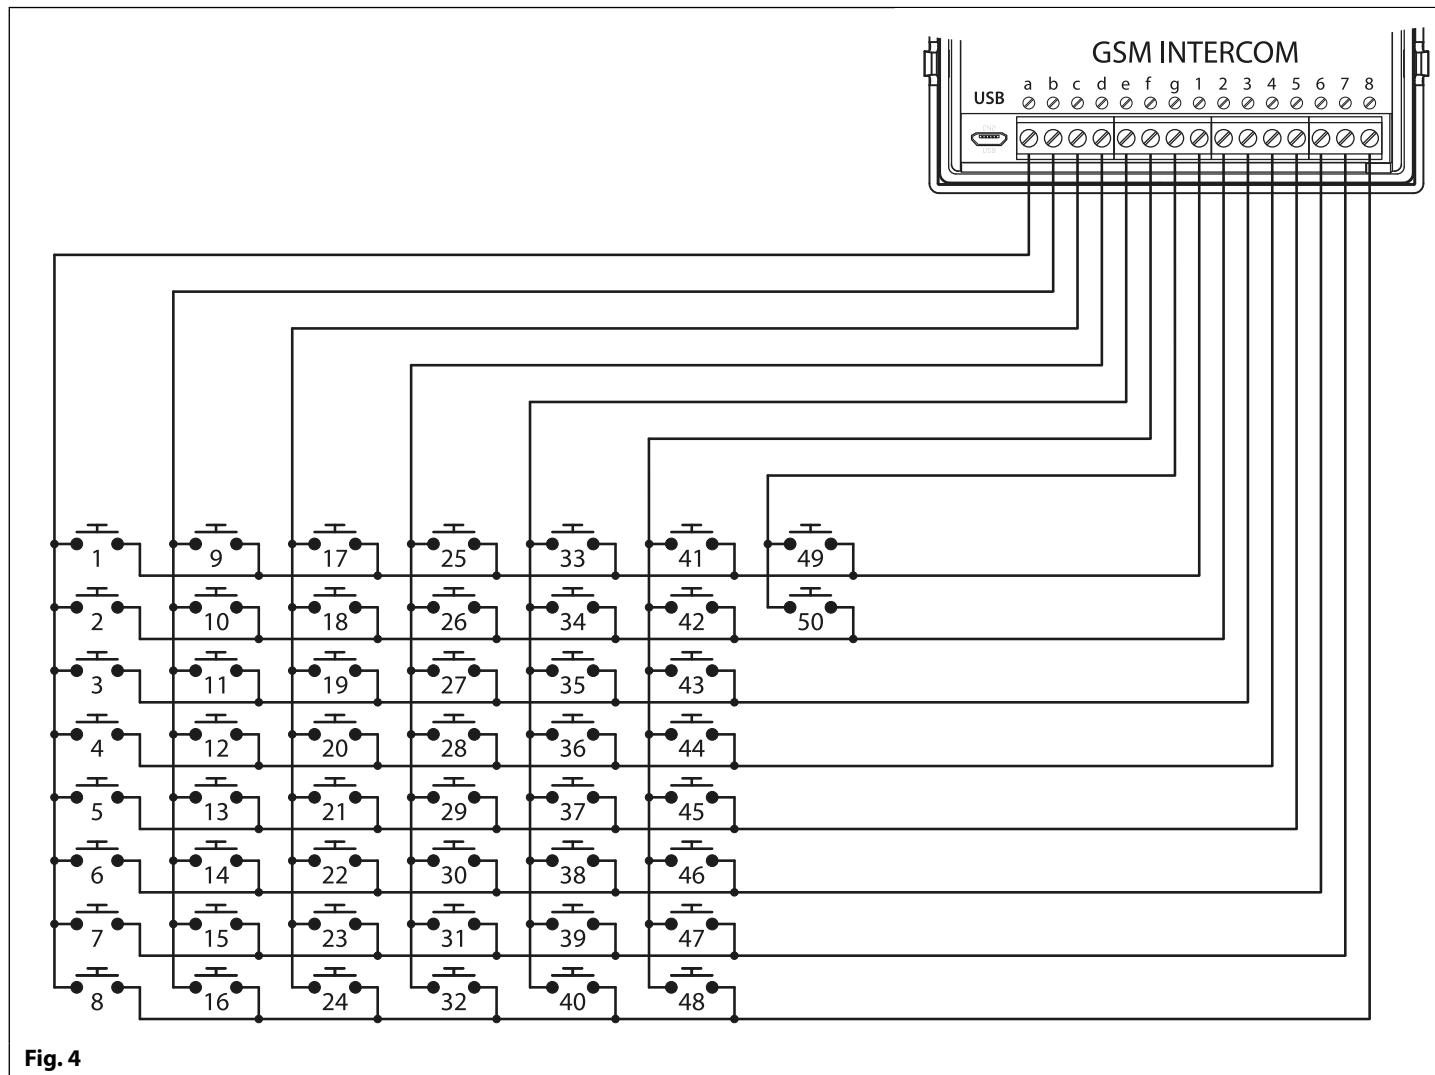 GSM INTERCOM
a b c d e f g 1 2 3 4 5 6 7 8
USB
1 9 17 25 33 41 49
2 10 18 26 34 42 50
3 11 19 27 35 43
4 12 20 28 36 44
5 13 21 29 37 45
6 14 22 30 38 46
7 15 23 31 39 47
8 16 24 32 40 48
Fig. 4